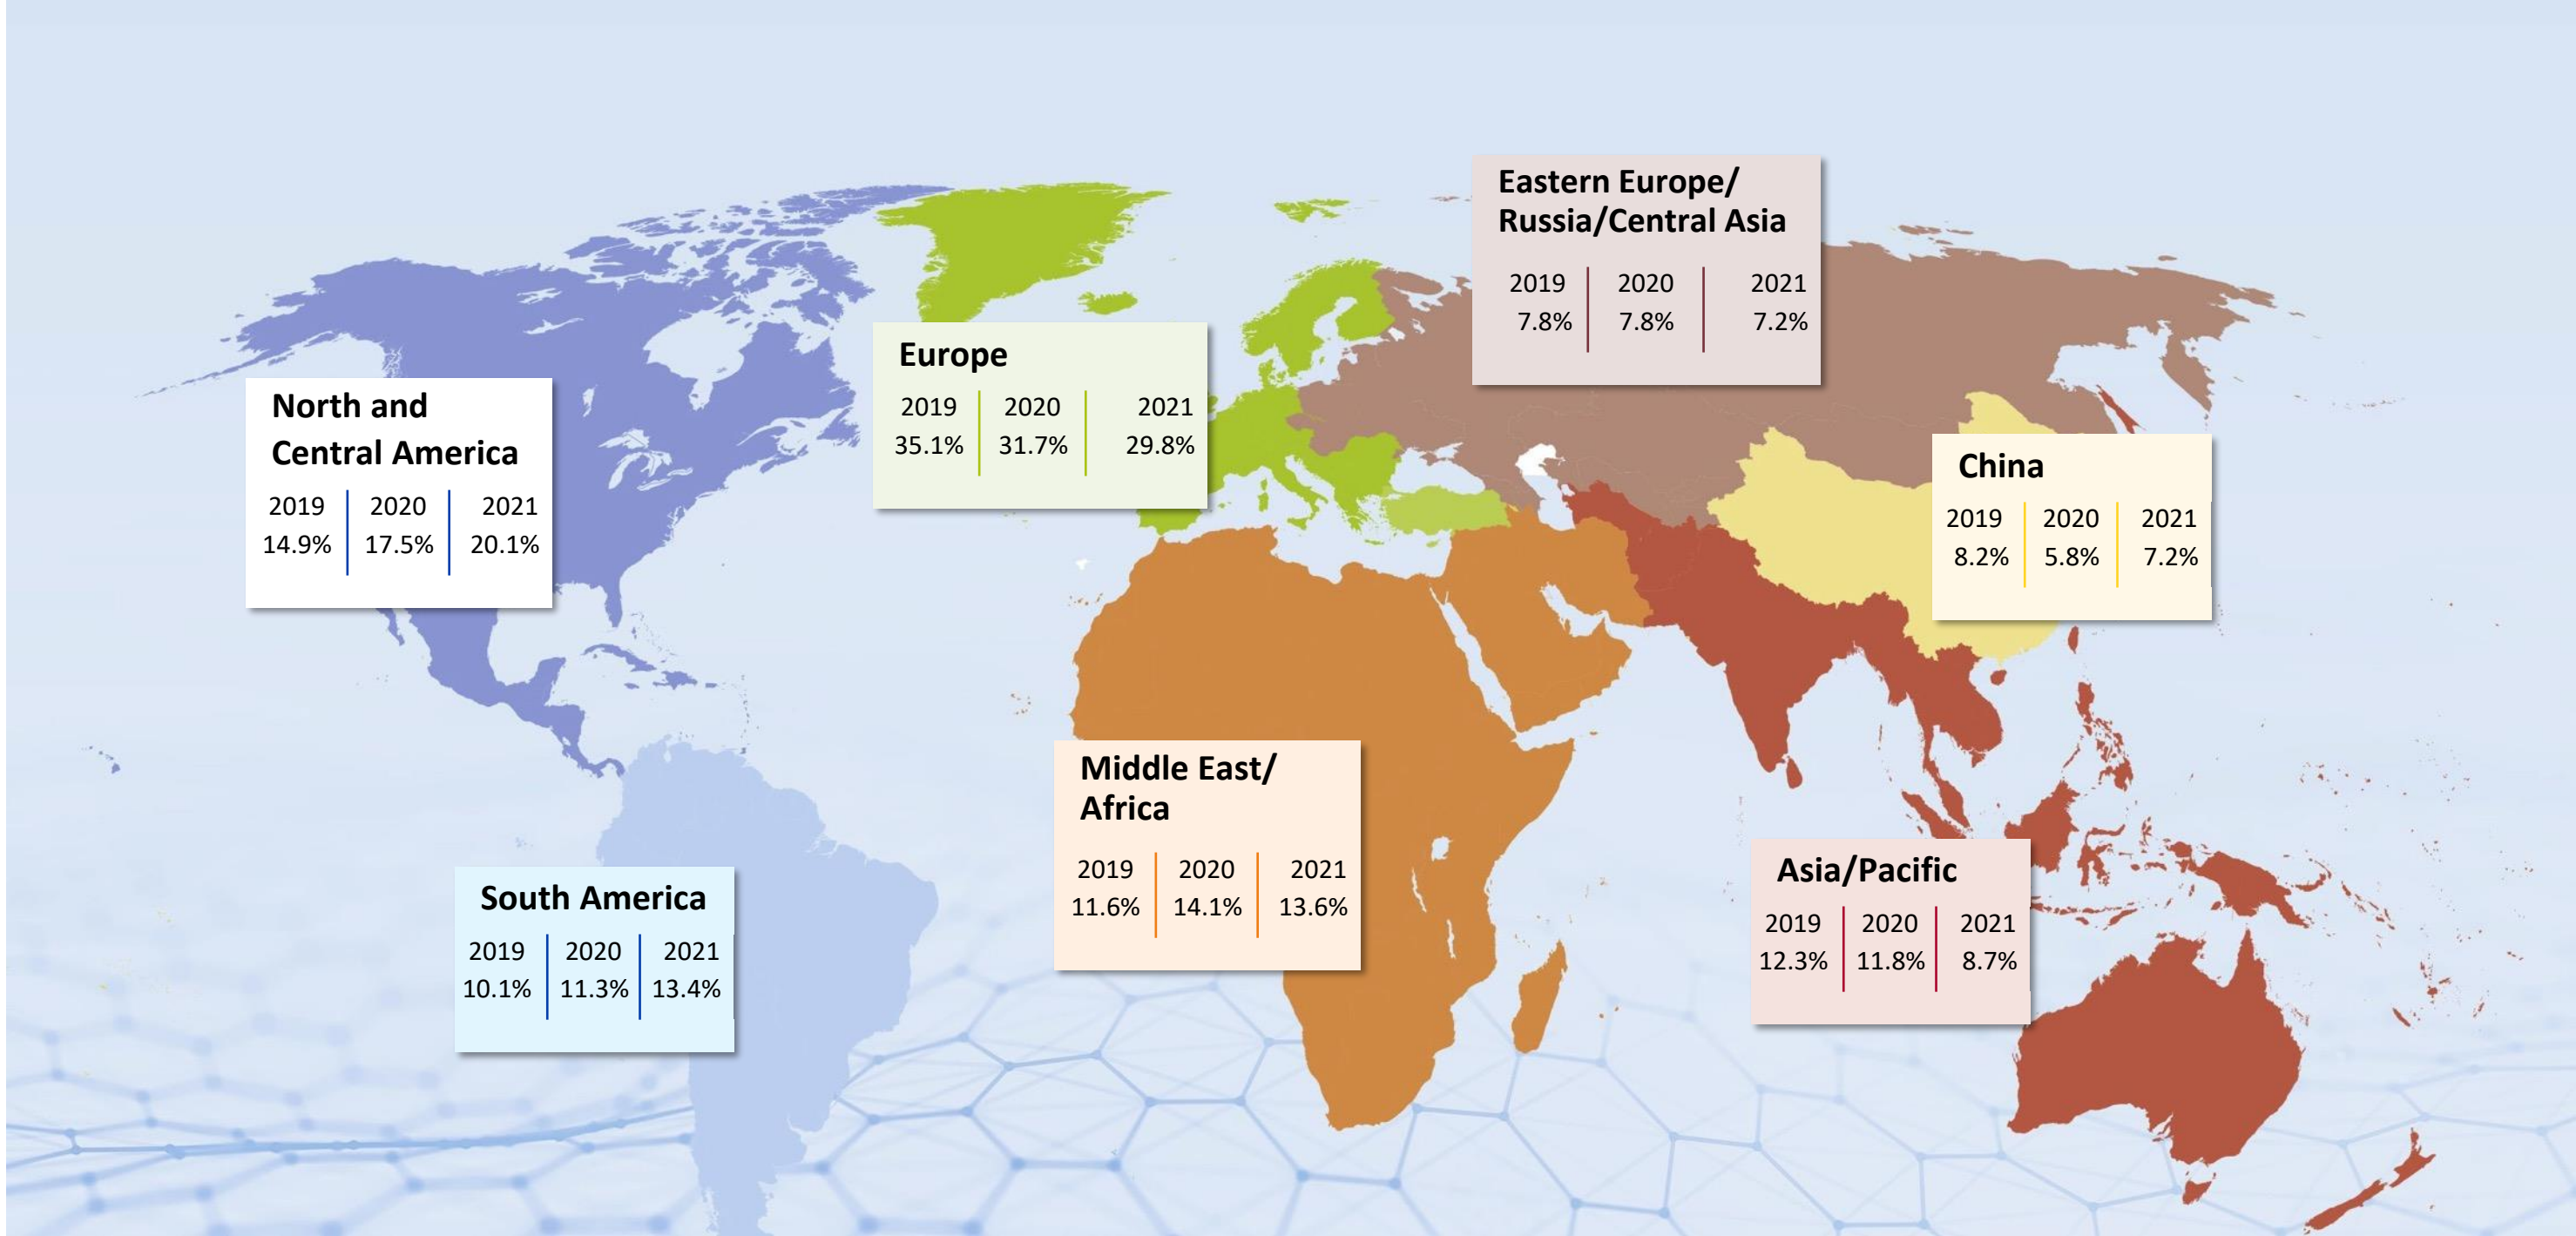 Eastern Europe/
Russia/Central Asia
2019 2020 2021
7.8% 7.8% 7.2%
Europe
2019 2020 2021
35.1% 31.7% 29.8%
North and
Central America
2019 2020 2021
14.9% 17.5% 20.1%
China
2019 2020 2021
8.2% 5.8% 7.2%
Middle East/
Africa
2019 2020 2021
11.6% 14.1% 13.6%
Asia/Pacific
2019 2020 2021
12.3% 11.8% 8.7%
South America
2019 2020 2021
10.1% 11.3% 13.4%